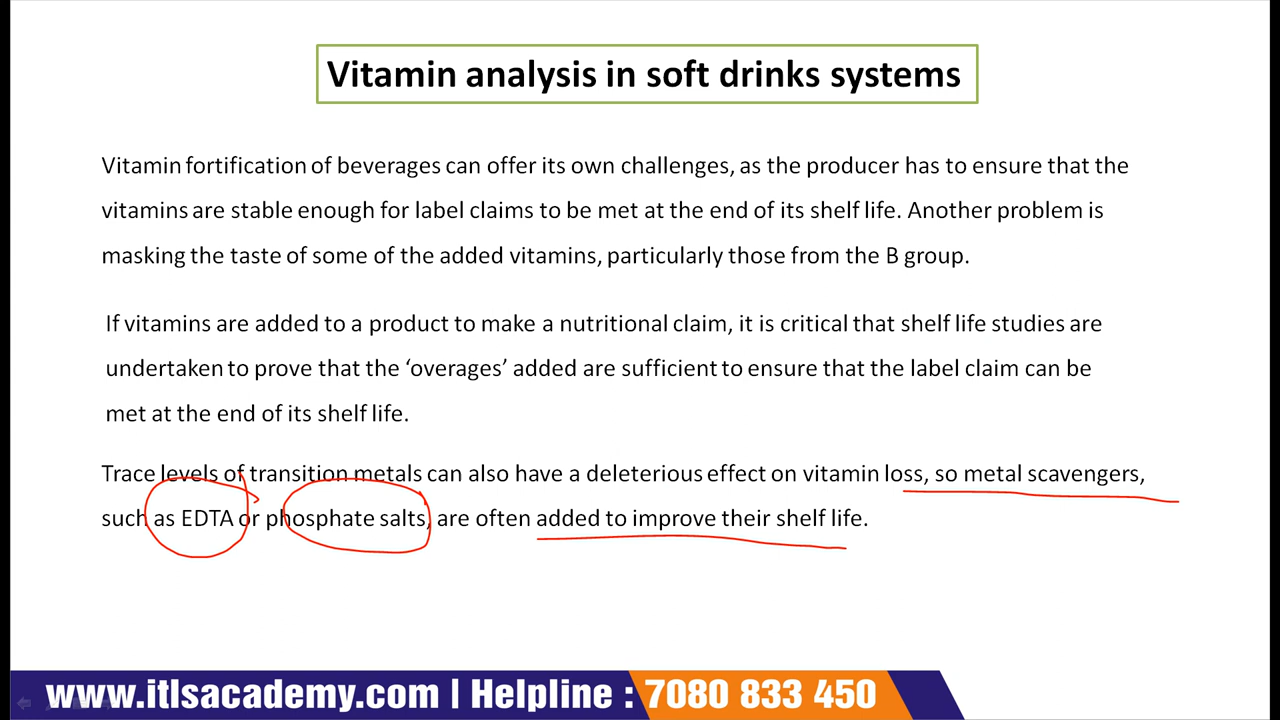 Vitamin analysis in soft drinks systems
Vitamin fortification of beverages can offer its own challenges, as the producer has to ensure that the
vitamins are stable enough for label claims to be met at the end of its shelf life. Another problem is
masking the taste of some of the added vitamins, particularly those from the B group.
If vitamins are added to a product to make a nutritional claim, it is critical that shelf life studies are
undertaken to prove that the ‘overages’ added are sufficient to ensure that the label claim can be
met at the end of its shelf life.
Trace levels of transition metals can also have a deleterious effect on vitamin loss, so metal scavengers,
such as EDTA or phosphate salts, are often added to improve their shelf life.
www.itlsacademy.com | Helpline : 7080 833 450